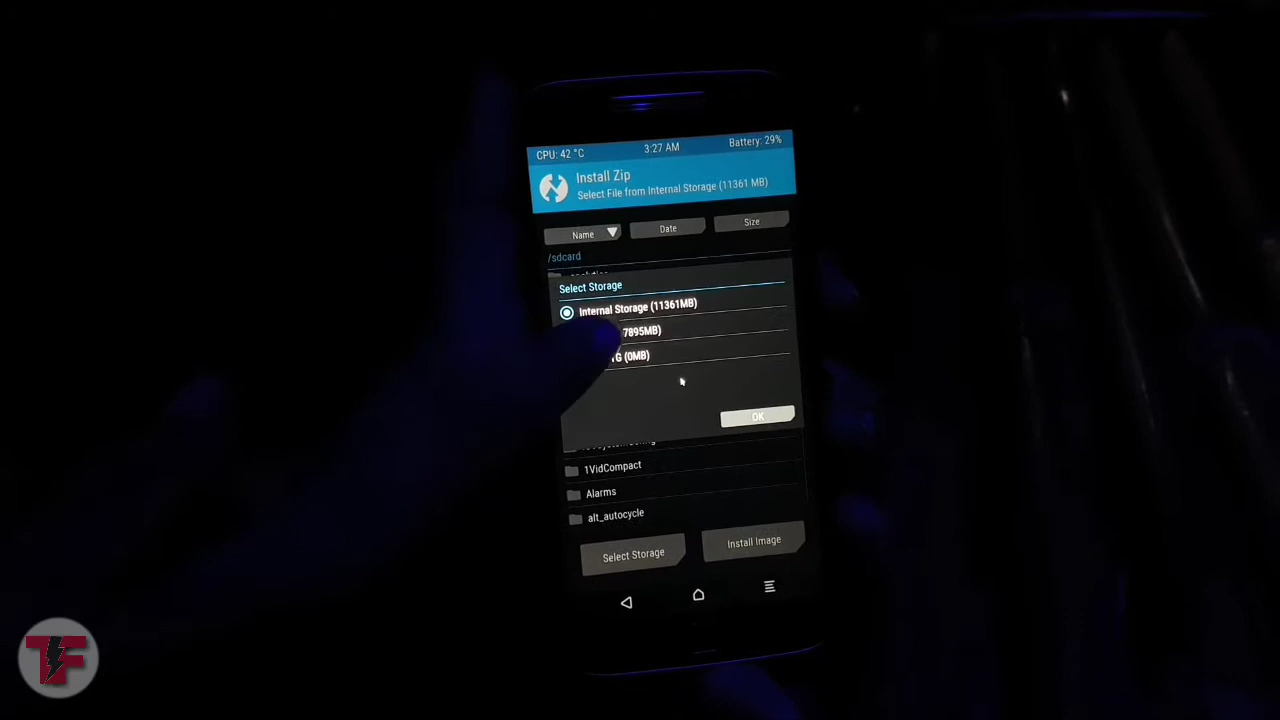 CPU: 42 °C 3:27 AM Battery: 29%
Install Zip
Select File from Internal Storage (11361 MB)
Name Date Size
/sdcard
Select Storage
Internal Storage (11361MB)
7895MB)
(0MB)
OK
1VidCompact
Alarms
alt_autocycle
Select Storage Install Image
TF